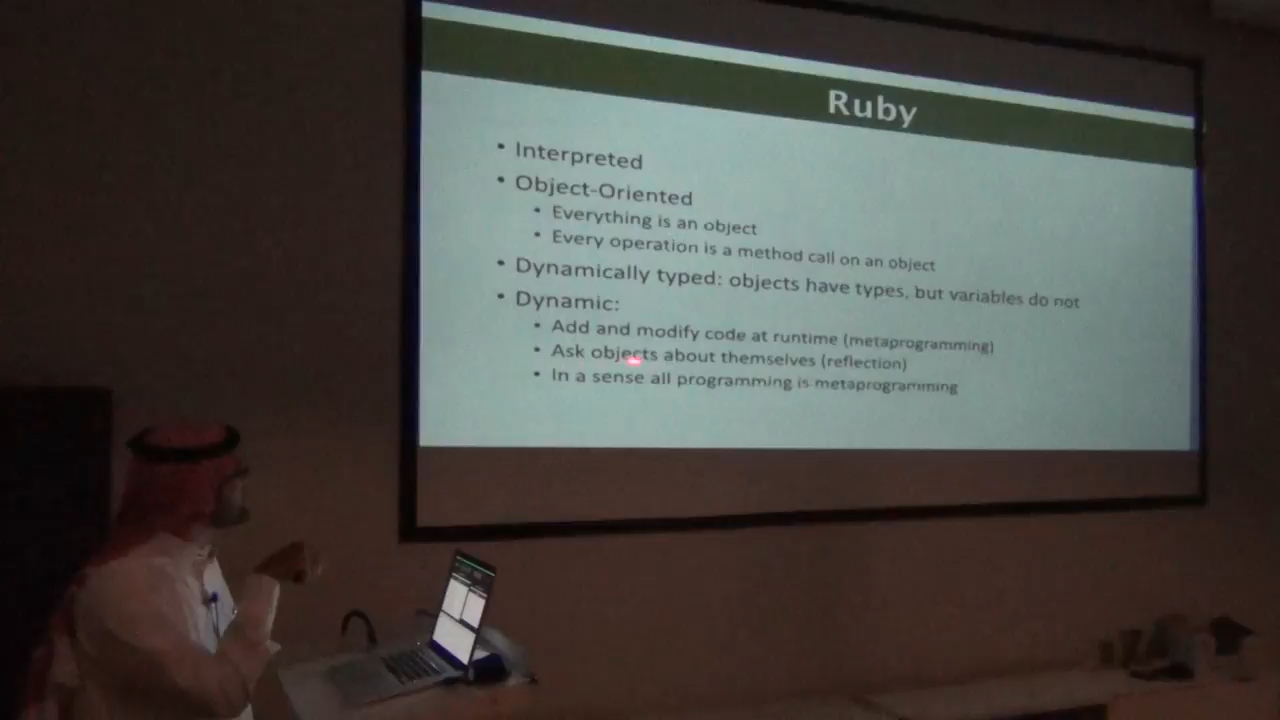 Ruby
• Interpreted
• Object-Oriented
• Everything is an object
• Every operation is a method call on an object
• Dynamically typed: objects have types, but variables do not
• Dynamic:
• Add and modify code at runtime (metaprogramming)
• Ask objects about themselves (reflection)
• In a sense all programming is metaprogramming